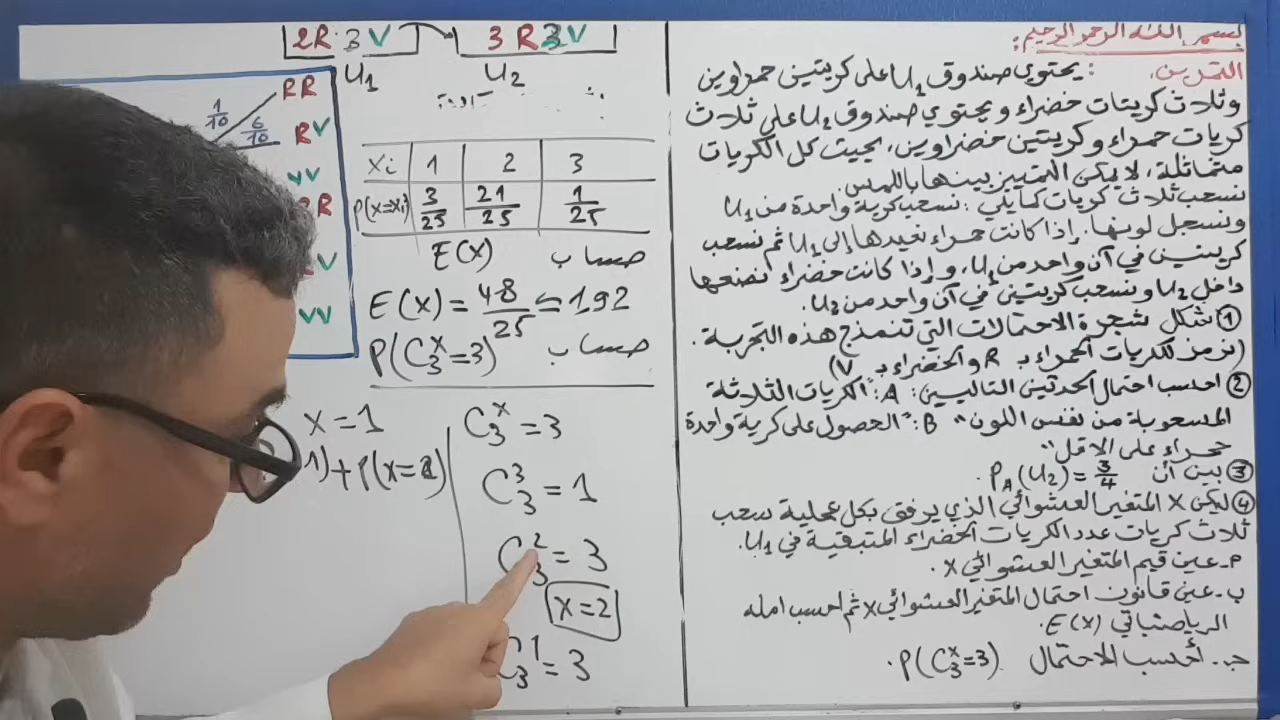 بسم الله الرحمن الرحيم:
التمرين: يحتوي صندوق U₁ على كريتين حمراوين
وثلاث كريات خضراء ويحتوي صندوق U₂ على ثلاث
كريات حمراء وكريتين خضراوين، بحيث كل الكريات
متماثلة، لا يمكن التمييز بينها باللمس.
نسحب ثلاث كريات كما يلي: نسحب كرية واحدة من U₁
ونسجل لونها. إذا كانت حمراء نعيدها إلى U₁ ثم نسحب
كريتين في آن واحد من U₁، وإذا كانت خضراء نضعها
داخل U₂ ونسحب كريتين في آن واحد من U₂.
① شكل شجرة الاحتمالات التي تنمذج هذه التجربة.
(نرمز للكريات الحمراء بـ R والخضراء بـ V)
② احسب احتمال الحدثين التاليين: A: "الكريات الثلاثة
المسحوبة من نفس اللون" B: "الحصول على كرية واحدة
حمراء على الاقل"
③ بين أن P_A(U₂) = 3/4.
④ ليكن X المتغير العشوائي الذي يرفق بكل عملية سحب
ثلاث كريات عدد الكريات الخضراء المتبقية في U₁.
أ- عين قيم المتغير العشوائي X.
ب- عين قانون احتمال المتغير العشوائي X ثم احسب امله
الرياضياتي E(X).
جـ- أحسب الاحتمال P(C₃ˣ=3).
2R 3V 3R 3V
U₁ U₂
1/10 RR
6/10 RV
VV
RR
RV
VV
Xi 1 2 3
P(X=xi) 3/25 21/25 1/25
حساب E(X)
E(X) = 48/25 = 1,92
حساب P(C₃ˣ=3)
X=1
1)+P(X=2)
C₃ˣ=3
C₃³=1
C₃²=3
X=2
C₃¹=3